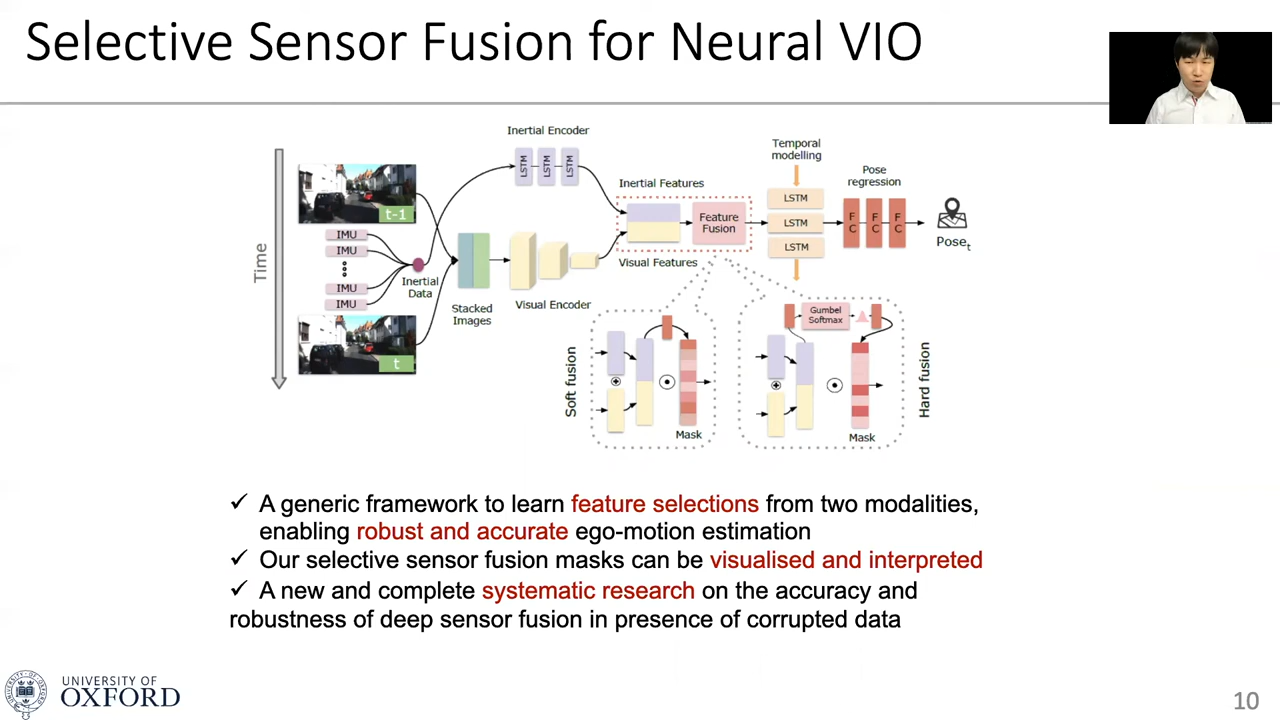 Selective Sensor Fusion for Neural VIO
Time
t-1
IMU
IMU
IMU
IMU
t
Inertial
Data
Stacked
Images
Inertial Encoder
LSTM
LSTM
LSTM
Visual Encoder
Inertial Features
Feature
Fusion
Visual Features
Temporal
modelling
LSTM
LSTM
LSTM
Pose
regression
FC
FC
FC
Poset
Soft fusion
Mask
Gumbel
Softmax
Mask
Hard fusion
✓ A generic framework to learn feature selections from two modalities,
enabling robust and accurate ego-motion estimation
✓ Our selective sensor fusion masks can be visualised and interpreted
✓ A new and complete systematic research on the accuracy and
robustness of deep sensor fusion in presence of corrupted data
UNIVERSITY OF
OXFORD
10